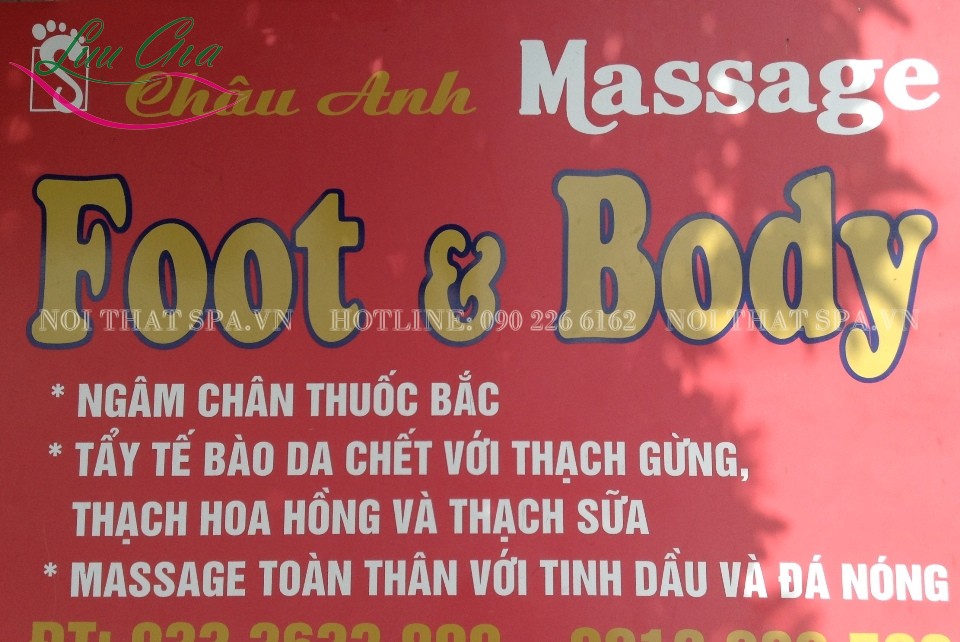 Lưu Gia
S Châu Anh Massage
Foot & Body
NOI THAT SPA.VN HOTLINE: 090 226 6162 NOI THAT SPA.VN
* NGÂM CHÂN THUỐC BẮC
* TẨY TẾ BÀO DA CHẾT VỚI THẠCH GỪNG,
THẠCH HOA HỒNG VÀ THẠCH SỮA
* MASSAGE TOÀN THÂN VỚI TINH DẦU VÀ ĐÁ NÓNG
ĐT: